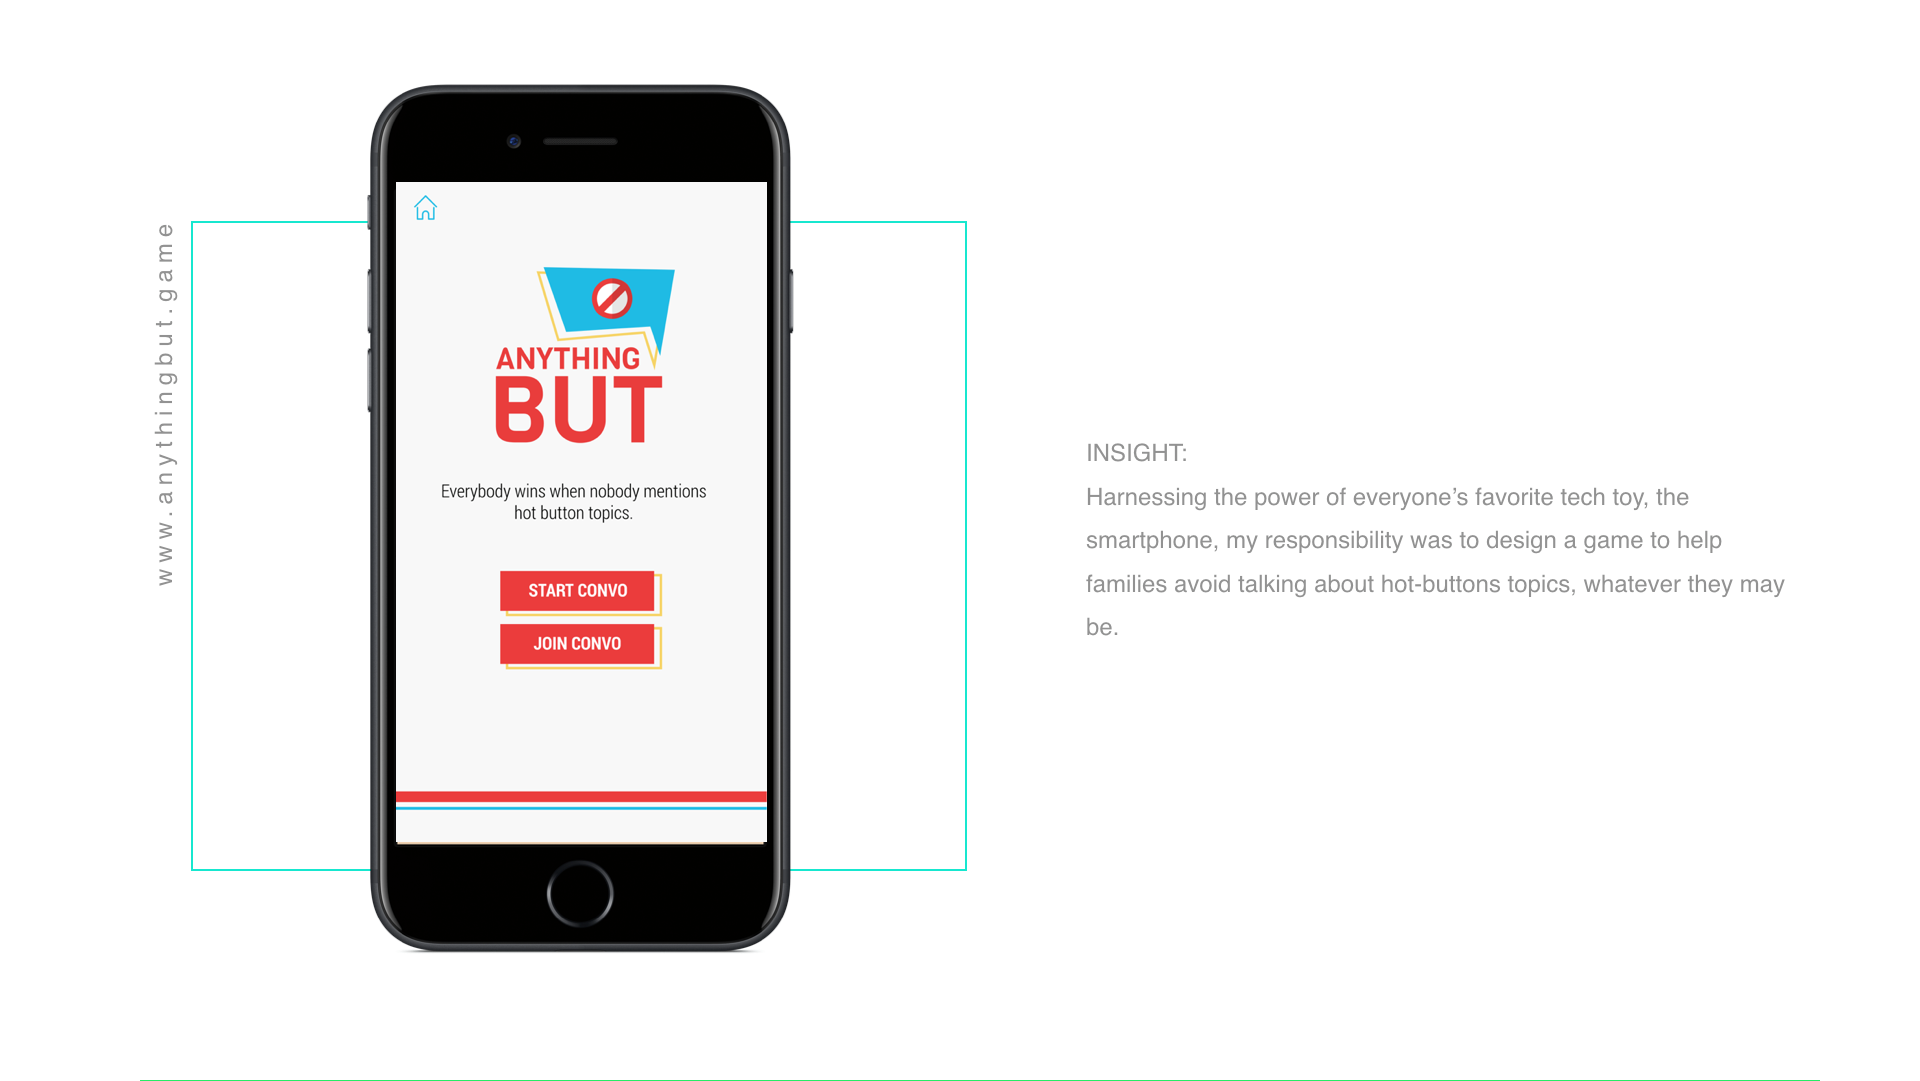 www.anythingbut.game
ANYTHING
BUT
Everybody wins when nobody mentions
hot button topics.
START CONVO
JOIN CONVO
INSIGHT:
Harnessing the power of everyone’s favorite tech toy, the
smartphone, my responsibility was to design a game to help
families avoid talking about hot-buttons topics, whatever they may
be.